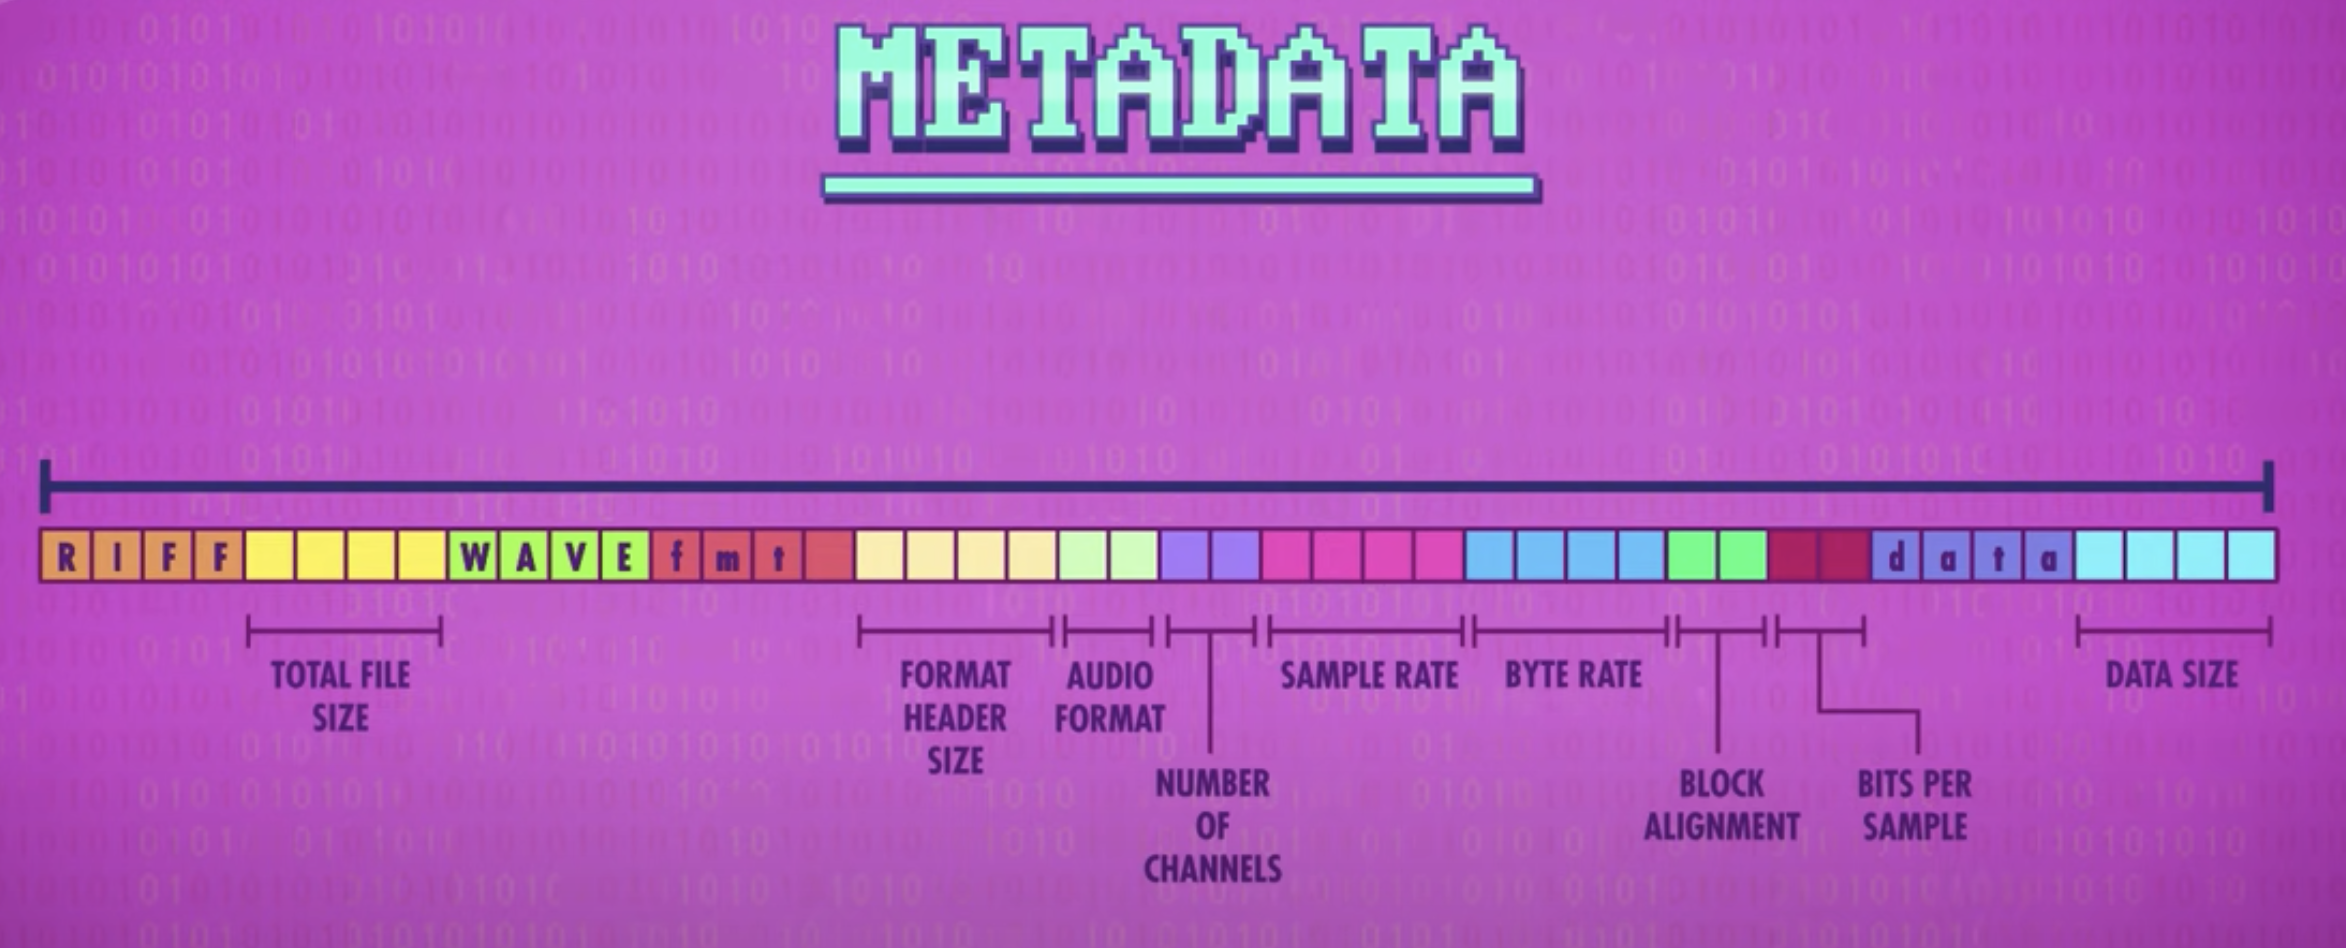 METADATA
R I F F W A V E f m t d a t a
TOTAL FILE
SIZE
FORMAT
HEADER
SIZE
AUDIO
FORMAT
NUMBER
OF
CHANNELS
SAMPLE RATE
BYTE RATE
BLOCK
ALIGNMENT
BITS PER
SAMPLE
DATA SIZE